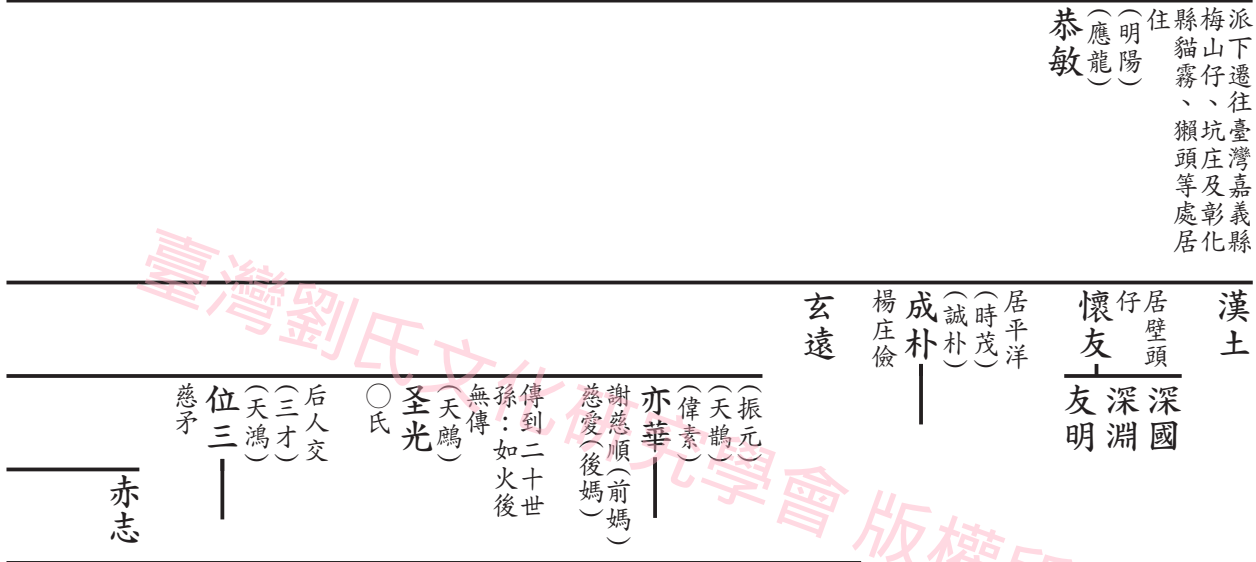 派下遷往臺灣嘉義縣
梅山仔、坑庄及彰化
縣貓霧、獺頭等處居
住
(明陽)
(應龍)
恭敏
漢土
居壁頭
仔
懷友
深國
深淵
友明
居平洋
(時茂)
(誠朴)
成朴
楊庄儉
玄遠
(振元)
(天鵲)
(偉素)
亦華
謝慈順(前媽)
慈愛(後媽)
傳到二十世
孫:如火後
無傳
(天鷓)
圣光
○氏
后人交
(三才)
(天鴻)
位三
慈矛
赤志
臺灣劉氏文化研究學會 版權所